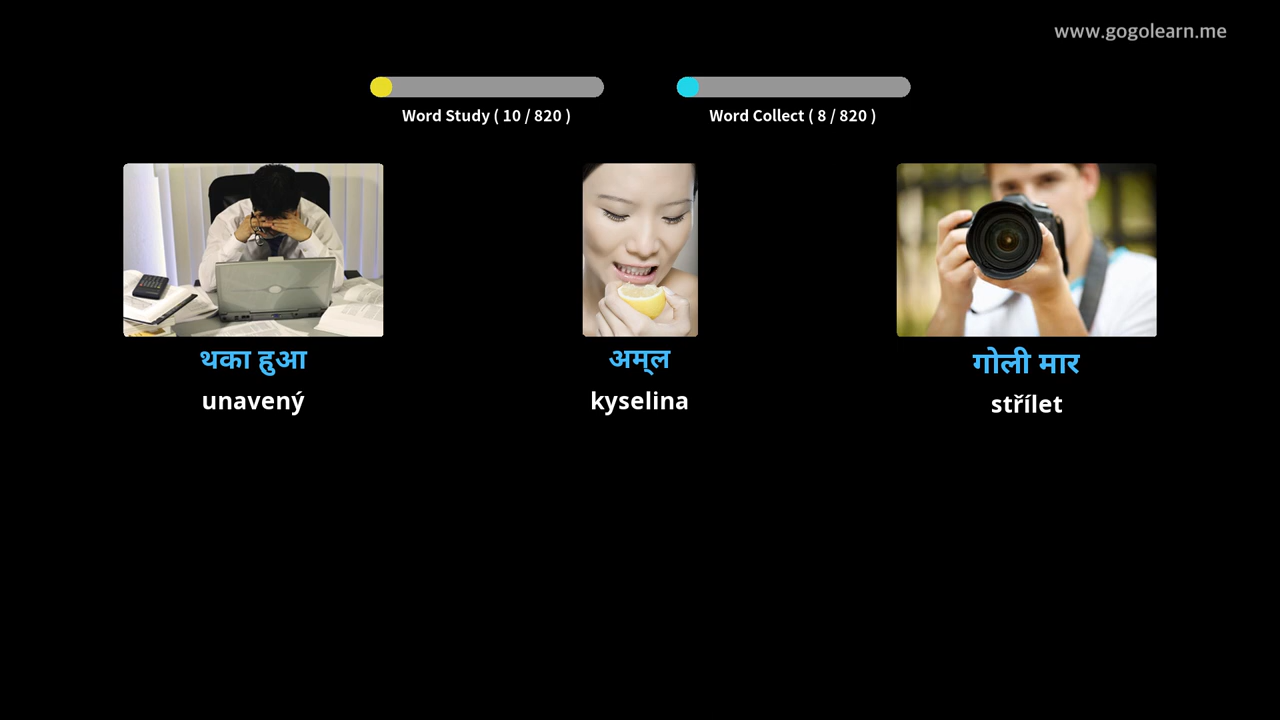 www.gogolearn.me
Word Study ( 10 / 820 )
Word Collect ( 8 / 820 )
थका हुआ
unavený
अम्‌ल
kyselina
गोली मार
střílet